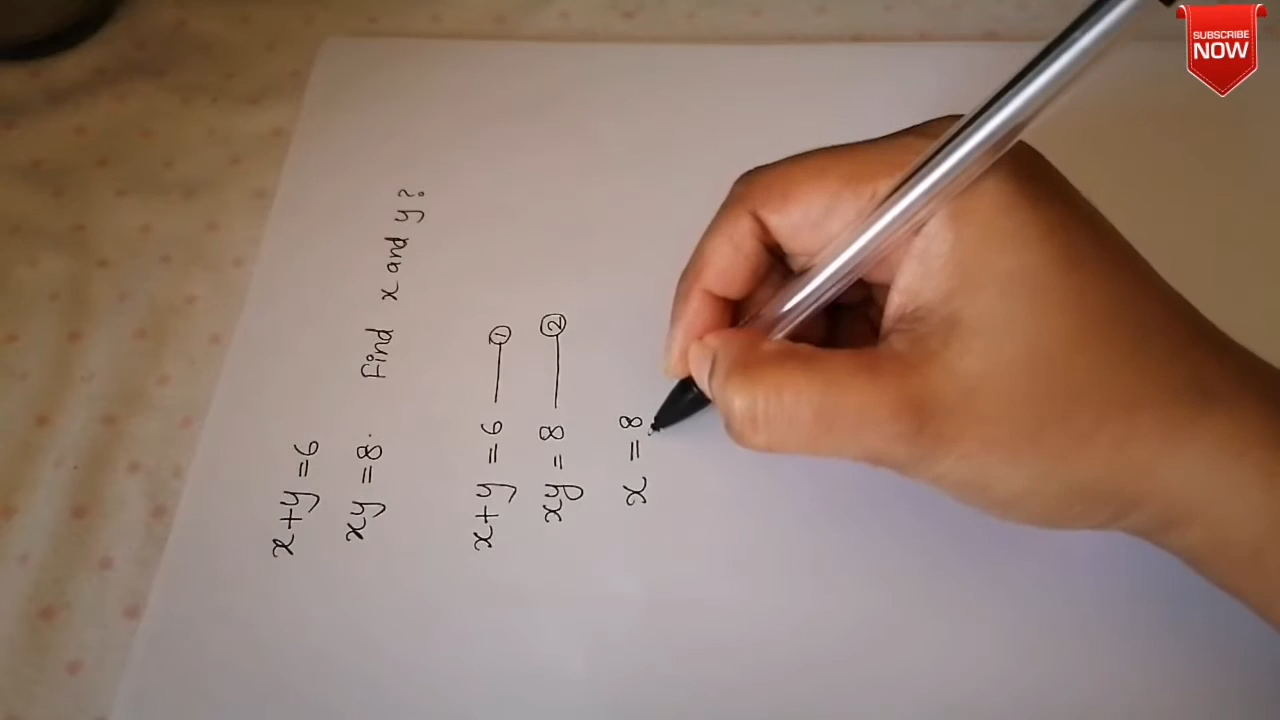 x+y=6
xy=8. Find x and y?
x+y=6 ——①
xy=8 ——②
x=8
SUBSCRIBE
NOW